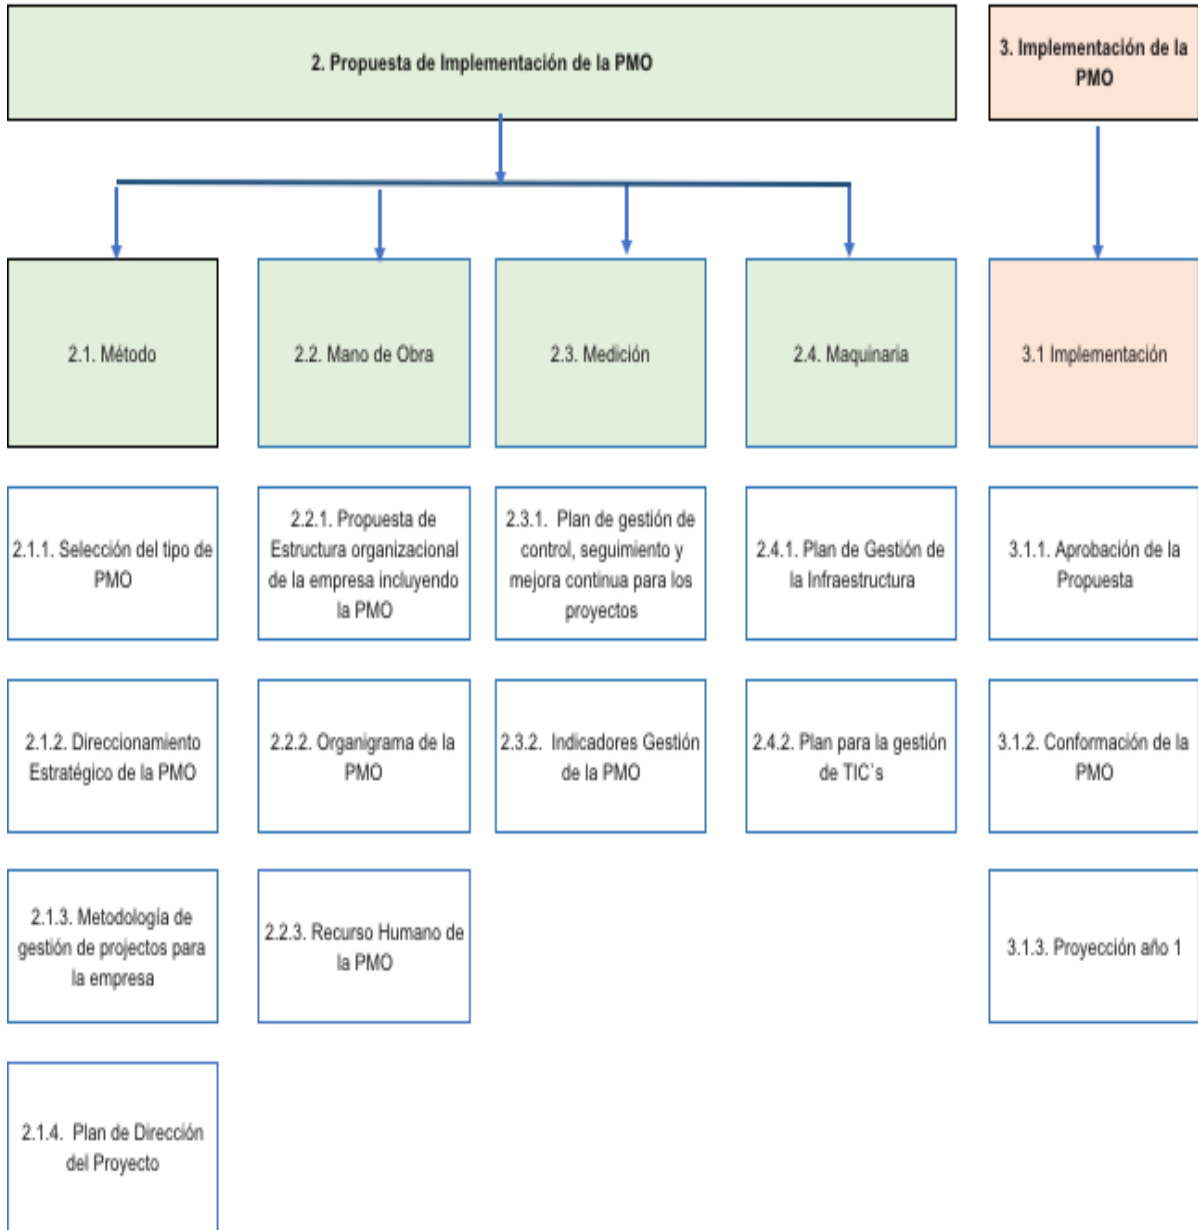 2. Propuesta de Implementación de la PMO
3. Implementación de la
PMO
2.1. Método
2.2. Mano de Obra
2.3. Medición
2.4. Maquinaria
3.1 Implementación
2.1.1. Selección del tipo de
PMO
2.2.1. Propuesta de
Estructura organizacional
de la empresa incluyendo
la PMO
2.3.1. Plan de gestión de
control, seguimiento y
mejora continua para los
proyectos
2.4.1. Plan de Gestión de
la Infraestructura
3.1.1. Aprobación de la
Propuesta
2.1.2. Direccionamiento
Estratégico de la PMO
2.2.2. Organigrama de la
PMO
2.3.2. Indicadores Gestión
de la PMO
2.4.2. Plan para la gestión
de TIC`s
3.1.2. Conformación de la
PMO
2.1.3. Metodología de
gestión de projectos para
la empresa
2.2.3. Recurso Humano de
la PMO
3.1.3. Proyección año 1
2.1.4. Plan de Dirección
del Proyecto